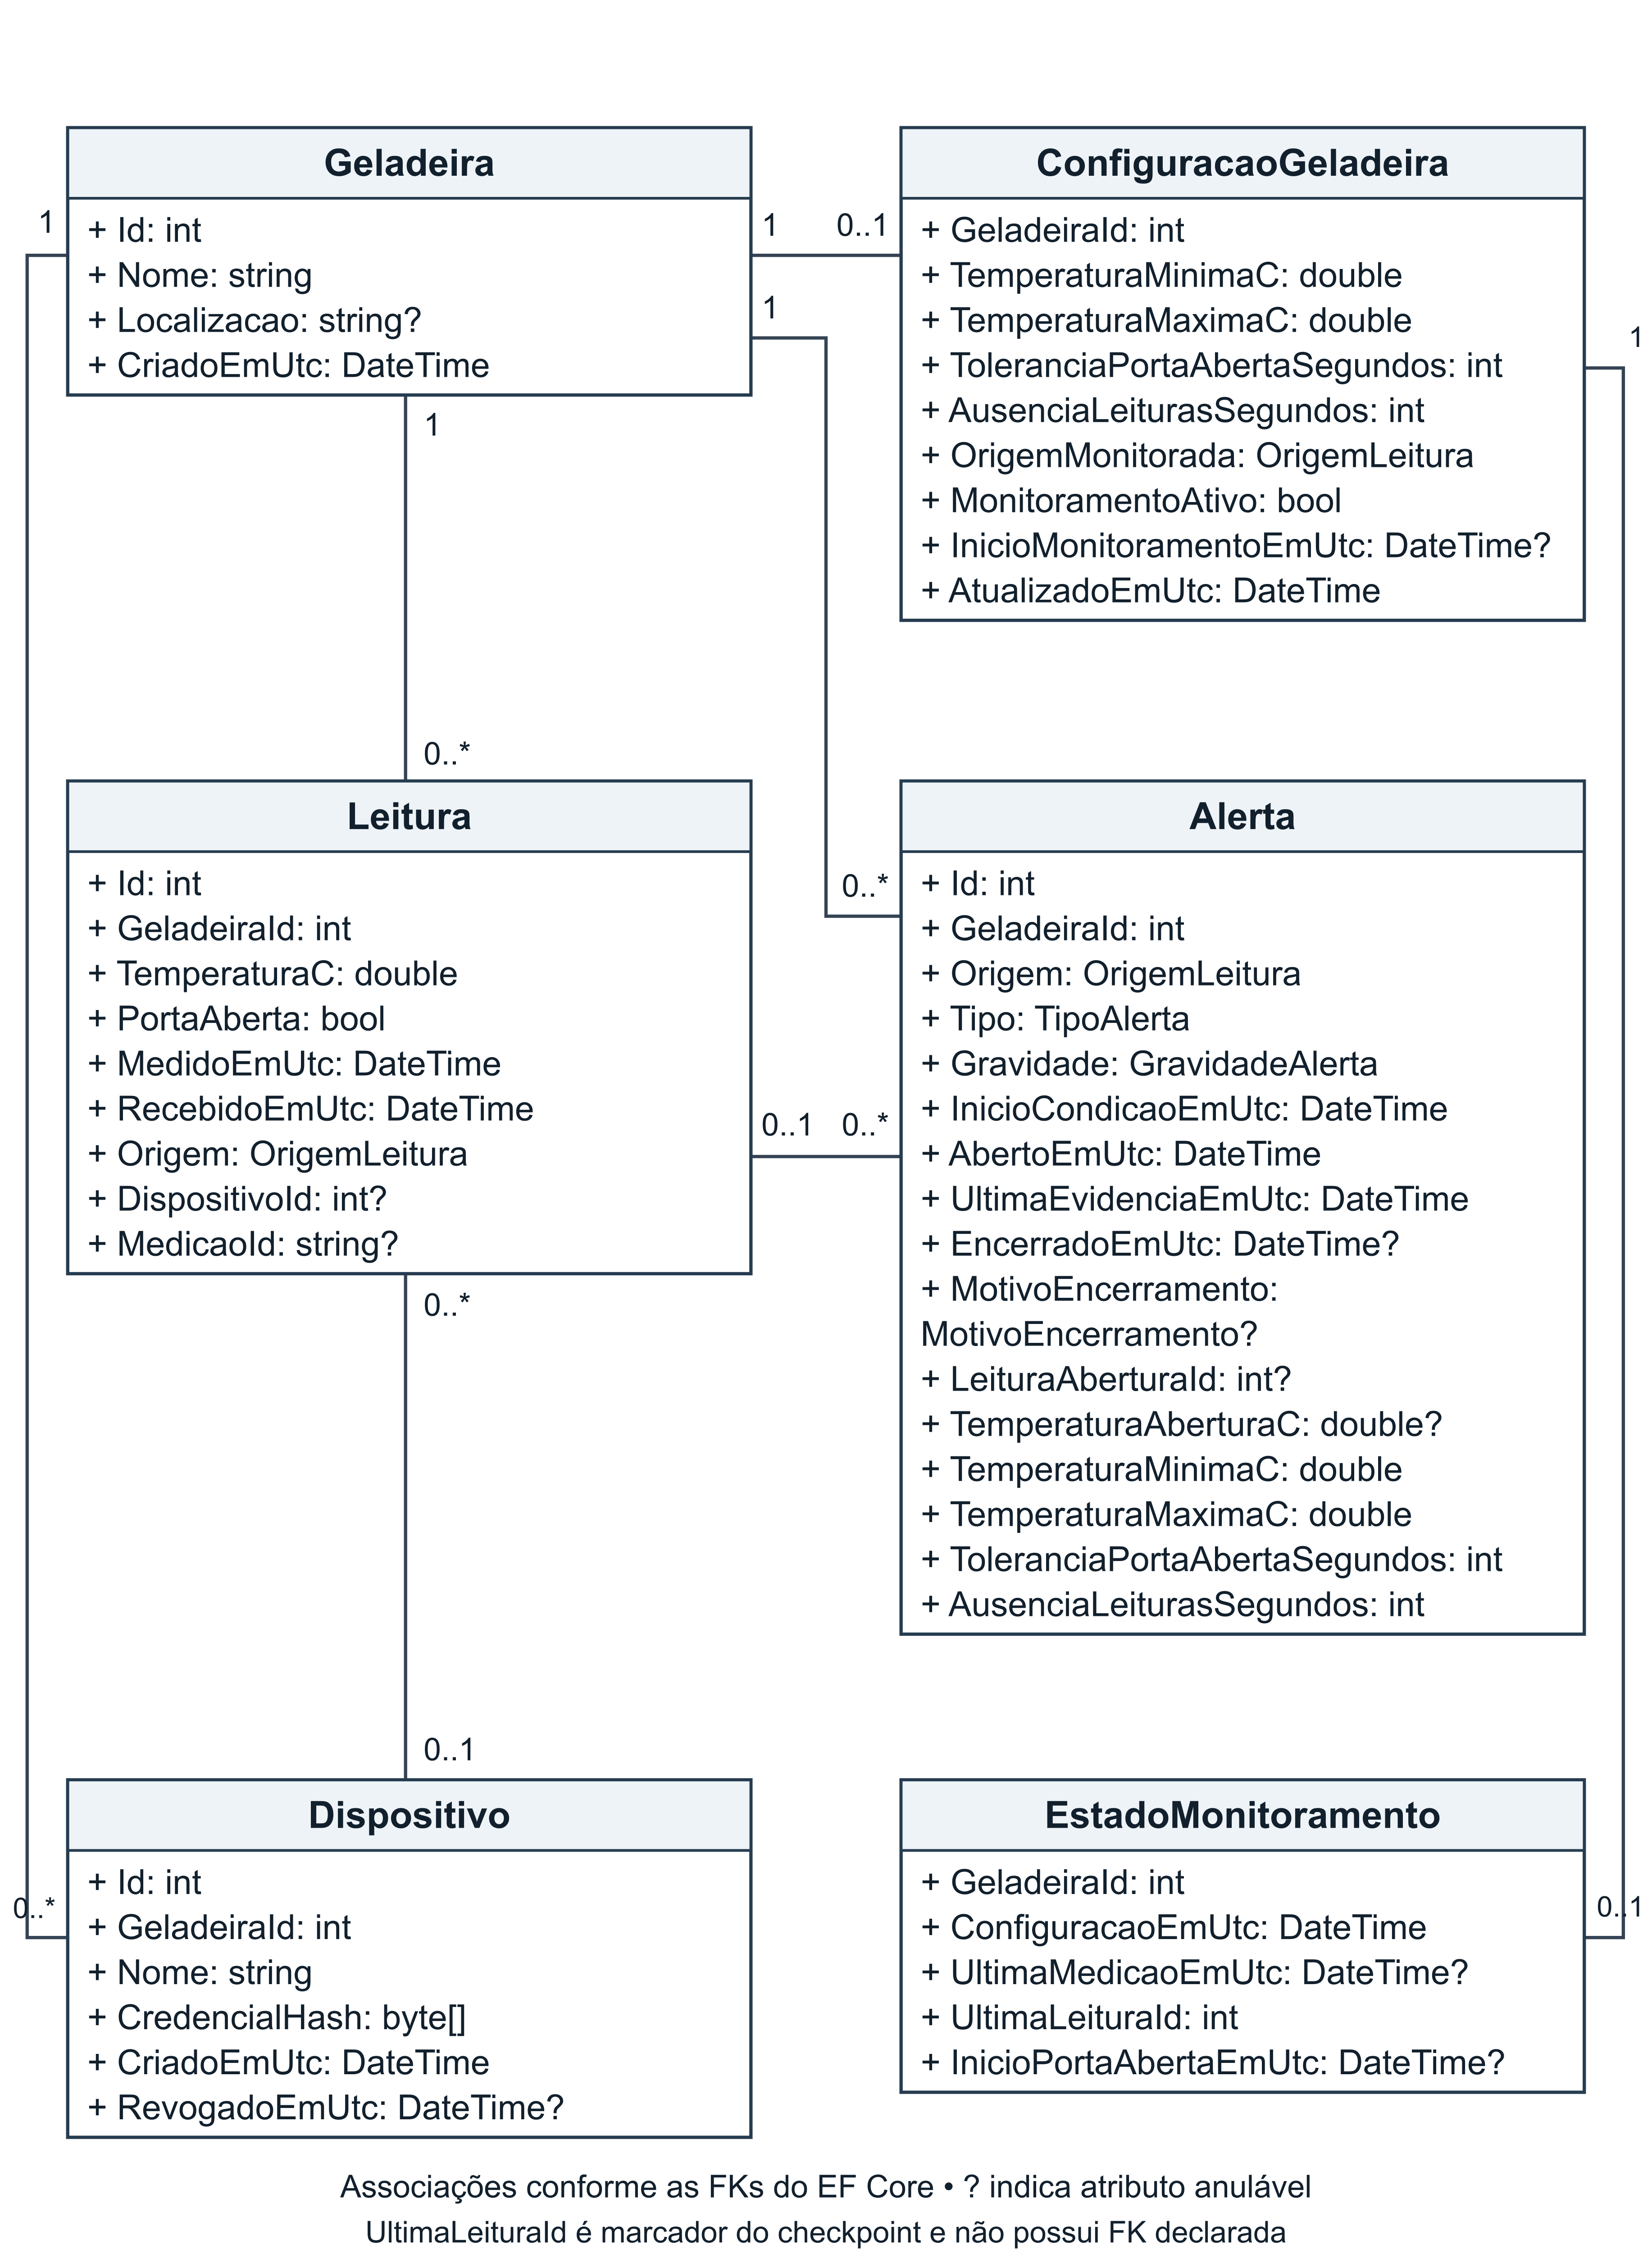 Geladeira
+ Id: int
+ Nome: string
+ Localizacao: string?
+ CriadoEmUtc: DateTime
1
1
0..1
1
1
ConfiguracaoGeladeira
+ GeladeiraId: int
+ TemperaturaMinimaC: double
+ TemperaturaMaximaC: double
+ ToleranciaPortaAbertaSegundos: int
+ AusenciaLeiturasSegundos: int
+ OrigemMonitorada: OrigemLeitura
+ MonitoramentoAtivo: bool
+ InicioMonitoramentoEmUtc: DateTime?
+ AtualizadoEmUtc: DateTime
1
0..*
Leitura
+ Id: int
+ GeladeiraId: int
+ TemperaturaC: double
+ PortaAberta: bool
+ MedidoEmUtc: DateTime
+ RecebidoEmUtc: DateTime
+ Origem: OrigemLeitura
+ DispositivoId: int?
+ MedicaoId: string?
0..*
0..1
0..*
0..*
Alerta
+ Id: int
+ GeladeiraId: int
+ Origem: OrigemLeitura
+ Tipo: TipoAlerta
+ Gravidade: GravidadeAlerta
+ InicioCondicaoEmUtc: DateTime
+ AbertoEmUtc: DateTime
+ UltimaEvidenciaEmUtc: DateTime
+ EncerradoEmUtc: DateTime?
+ MotivoEncerramento:
MotivoEncerramento?
+ LeituraAberturaId: int?
+ TemperaturaAberturaC: double?
+ TemperaturaMinimaC: double
+ TemperaturaMaximaC: double
+ ToleranciaPortaAbertaSegundos: int
+ AusenciaLeiturasSegundos: int
0..1
Dispositivo
+ Id: int
+ GeladeiraId: int
+ Nome: string
+ CredencialHash: byte[]
+ CriadoEmUtc: DateTime
+ RevogadoEmUtc: DateTime?
0..*
EstadoMonitoramento
+ GeladeiraId: int
+ ConfiguracaoEmUtc: DateTime
+ UltimaMedicaoEmUtc: DateTime?
+ UltimaLeituraId: int
+ InicioPortaAbertaEmUtc: DateTime?
0..1
Associações conforme as FKs do EF Core • ? indica atributo anulável
UltimaLeituraId é marcador do checkpoint e não possui FK declarada